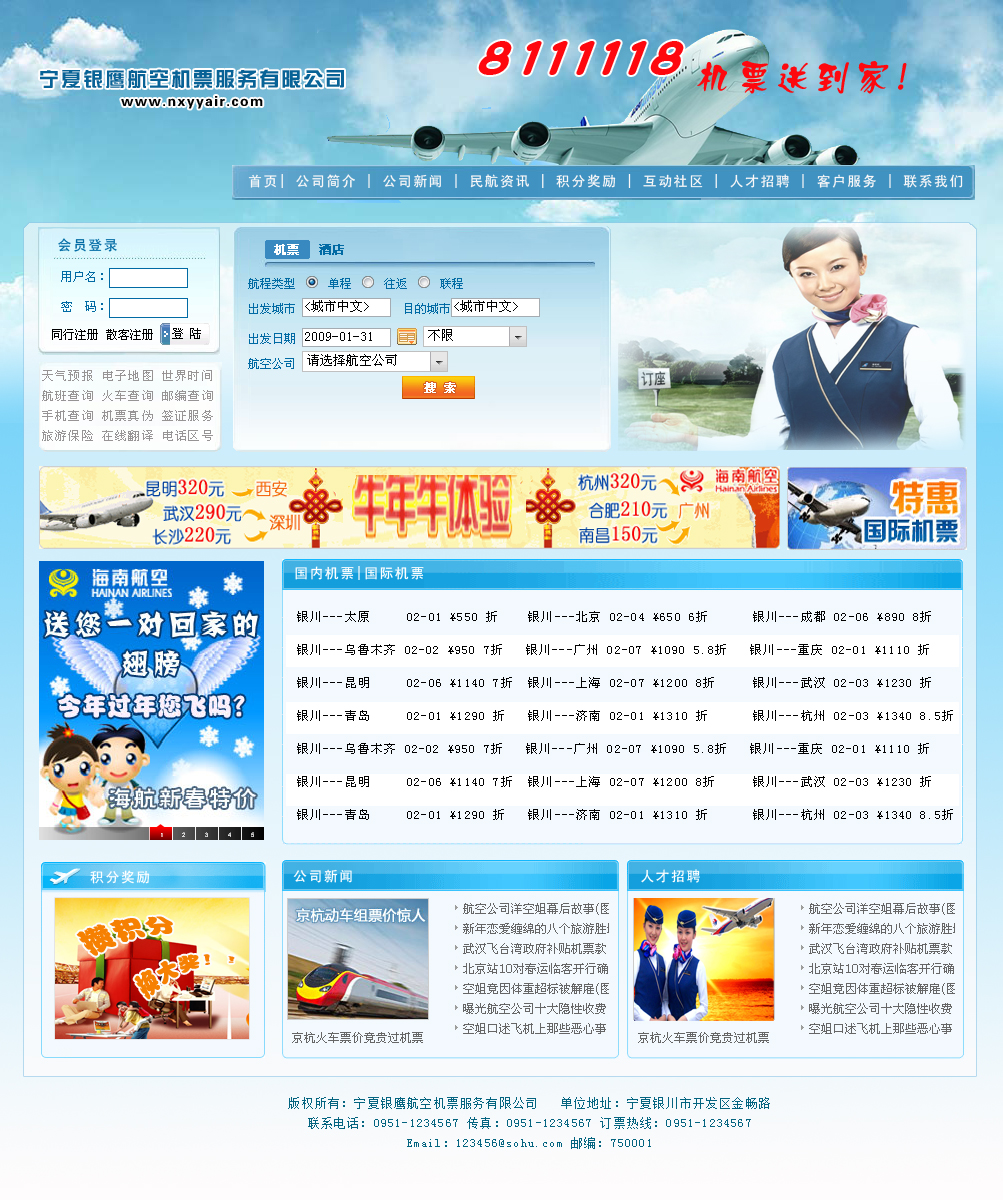 8111118 机票送到家!
宁夏银鹰航空机票服务有限公司
www.nxyyair.com
首页| 公司简介 | 公司新闻 | 民航资讯 | 积分奖励 | 互动社区 | 人才招聘 | 客户服务 | 联系我们
会员登录
用户名：
密 码：
同行注册 散客注册 登 陆
天气预报 电子地图 世界时间
航班查询 火车查询 邮编查询
手机查询 机票真伪 签证服务
旅游保险 在线翻译 电话区号
机票 酒店
航程类型 单程 往返 联程
出发城市 <城市中文> 目的城市 <城市中文>
出发日期 2009-01-31 不限
航空公司 请选择航空公司
搜 索
订座
昆明320元 西安
武汉290元 深圳
长沙220元
牛年牛体验
杭州320元
合肥210元 广州
南昌150元
海南航空
Hainan Airlines
特惠
国际机票
海南航空
HAINAN AIRLINES
送您一对回家的
翅膀
今年过年您飞吗?
海航新春特价
1 2 3 4 5
国内机票|国际机票
银川---太原 02-01 ¥550 折 银川---北京 02-04 ¥650 6折 银川---成都 02-06 ¥890 8折
银川---乌鲁木齐 02-02 ¥950 7折 银川---广州 02-07 ¥1090 5.8折 银川---重庆 02-01 ¥1110 折
银川---昆明 02-06 ¥1140 7折 银川---上海 02-07 ¥1200 8折 银川---武汉 02-03 ¥1230 折
银川---青岛 02-01 ¥1290 折 银川---济南 02-01 ¥1310 折 银川---杭州 02-03 ¥1340 8.5折
银川---乌鲁木齐 02-02 ¥950 7折 银川---广州 02-07 ¥1090 5.8折 银川---重庆 02-01 ¥1110 折
银川---昆明 02-06 ¥1140 7折 银川---上海 02-07 ¥1200 8折 银川---武汉 02-03 ¥1230 折
银川---青岛 02-01 ¥1290 折 银川---济南 02-01 ¥1310 折 银川---杭州 02-03 ¥1340 8.5折
积分奖励
攒积分
换大奖!!
公司新闻
京杭动车组票价惊人
京杭火车票价竞贵过机票
航空公司洋空姐幕后故事(图
新年恋爱缠绵的八个旅游胜地
武汉飞台湾政府补贴机票款
北京站10对春运临客开行确
空姐竞因体重超标被解雇(图
曝光航空公司十大隐性收费
空姐口述飞机上那些恶心事
人才招聘
京杭火车票价竞贵过机票
航空公司洋空姐幕后故事(图
新年恋爱缠绵的八个旅游胜地
武汉飞台湾政府补贴机票款
北京站10对春运临客开行确
空姐竞因体重超标被解雇(图
曝光航空公司十大隐性收费
空姐口述飞机上那些恶心事
版权所有：宁夏银鹰航空机票服务有限公司 单位地址：宁夏银川市开发区金畅路
联系电话：0951-1234567 传真：0951-1234567 订票热线：0951-1234567
Email：123456@sohu.com 邮编：750001